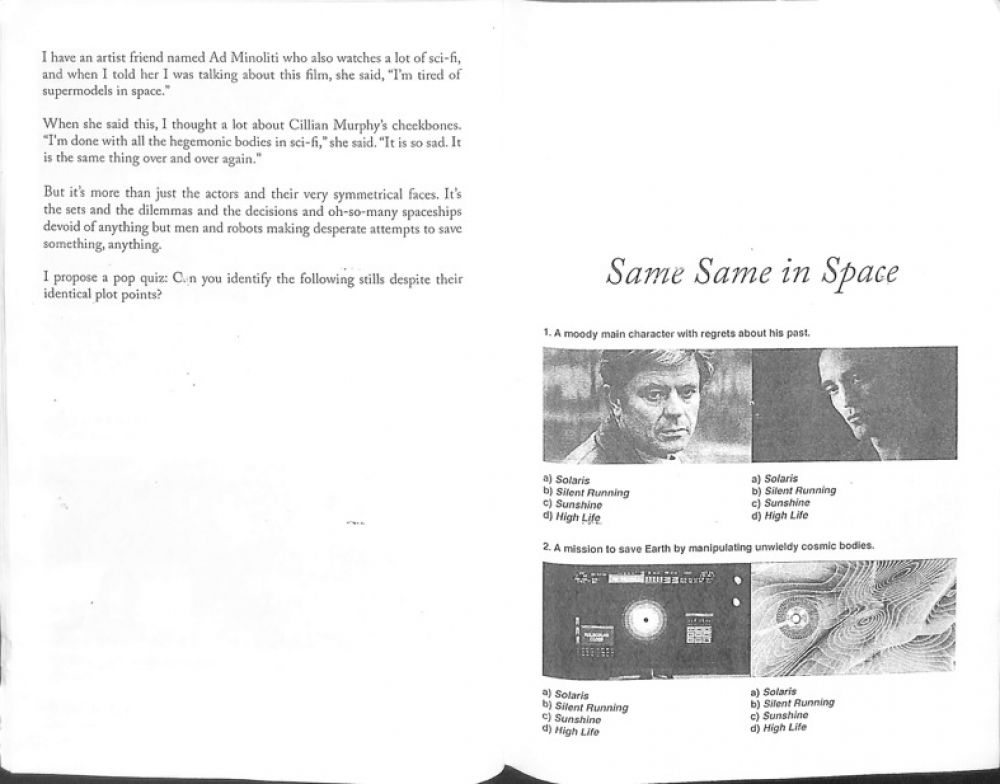 I have an artist friend named Ad Minoliti who also watches a lot of sci-fi,
and when I told her I was talking about this film, she said, “I’m tired of
supermodels in space.”
When she said this, I thought a lot about Cillian Murphy’s cheekbones.
“I’m done with all the hegemonic bodies in sci-fi,” she said. “It is so sad. It
is the same thing over and over again.”
But it’s more than just the actors and their very symmetrical faces. It’s
the sets and the dilemmas and the decisions and oh-so-many spaceships
devoid of anything but men and robots making desperate attempts to save
something, anything.
I propose a pop quiz: Can you identify the following stills despite their
identical plot points?
Same Same in Space
1. A moody main character with regrets about his past.
a) Solaris
b) Silent Running
c) Sunshine
d) High Life
a) Solaris
b) Silent Running
c) Sunshine
d) High Life
2. A mission to save Earth by manipulating unwieldy cosmic bodies.
a) Solaris
b) Silent Running
c) Sunshine
d) High Life
a) Solaris
b) Silent Running
c) Sunshine
d) High Life